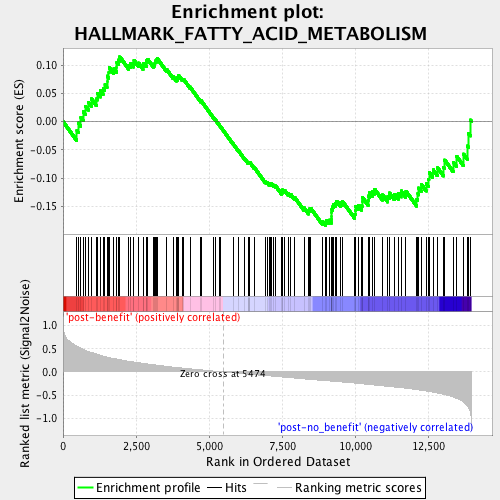 Enrichment plot:
HALLMARK_FATTY_ACID_METABOLISM
Enrichment score (ES)
0.10
0.05
0.00
-0.05
-0.10
-0.15
Ranked list metric (Signal2Noise)
'post-benefit' (positively correlated)
1.0
0.5
0.0
-0.5
-1.0
Zero cross at 5474
'post-no_benefit' (negatively correlated)
0 2,500 5,000 7,500 10,000 12,500
Rank in Ordered Dataset
Enrichment profile Hits Ranking metric scores